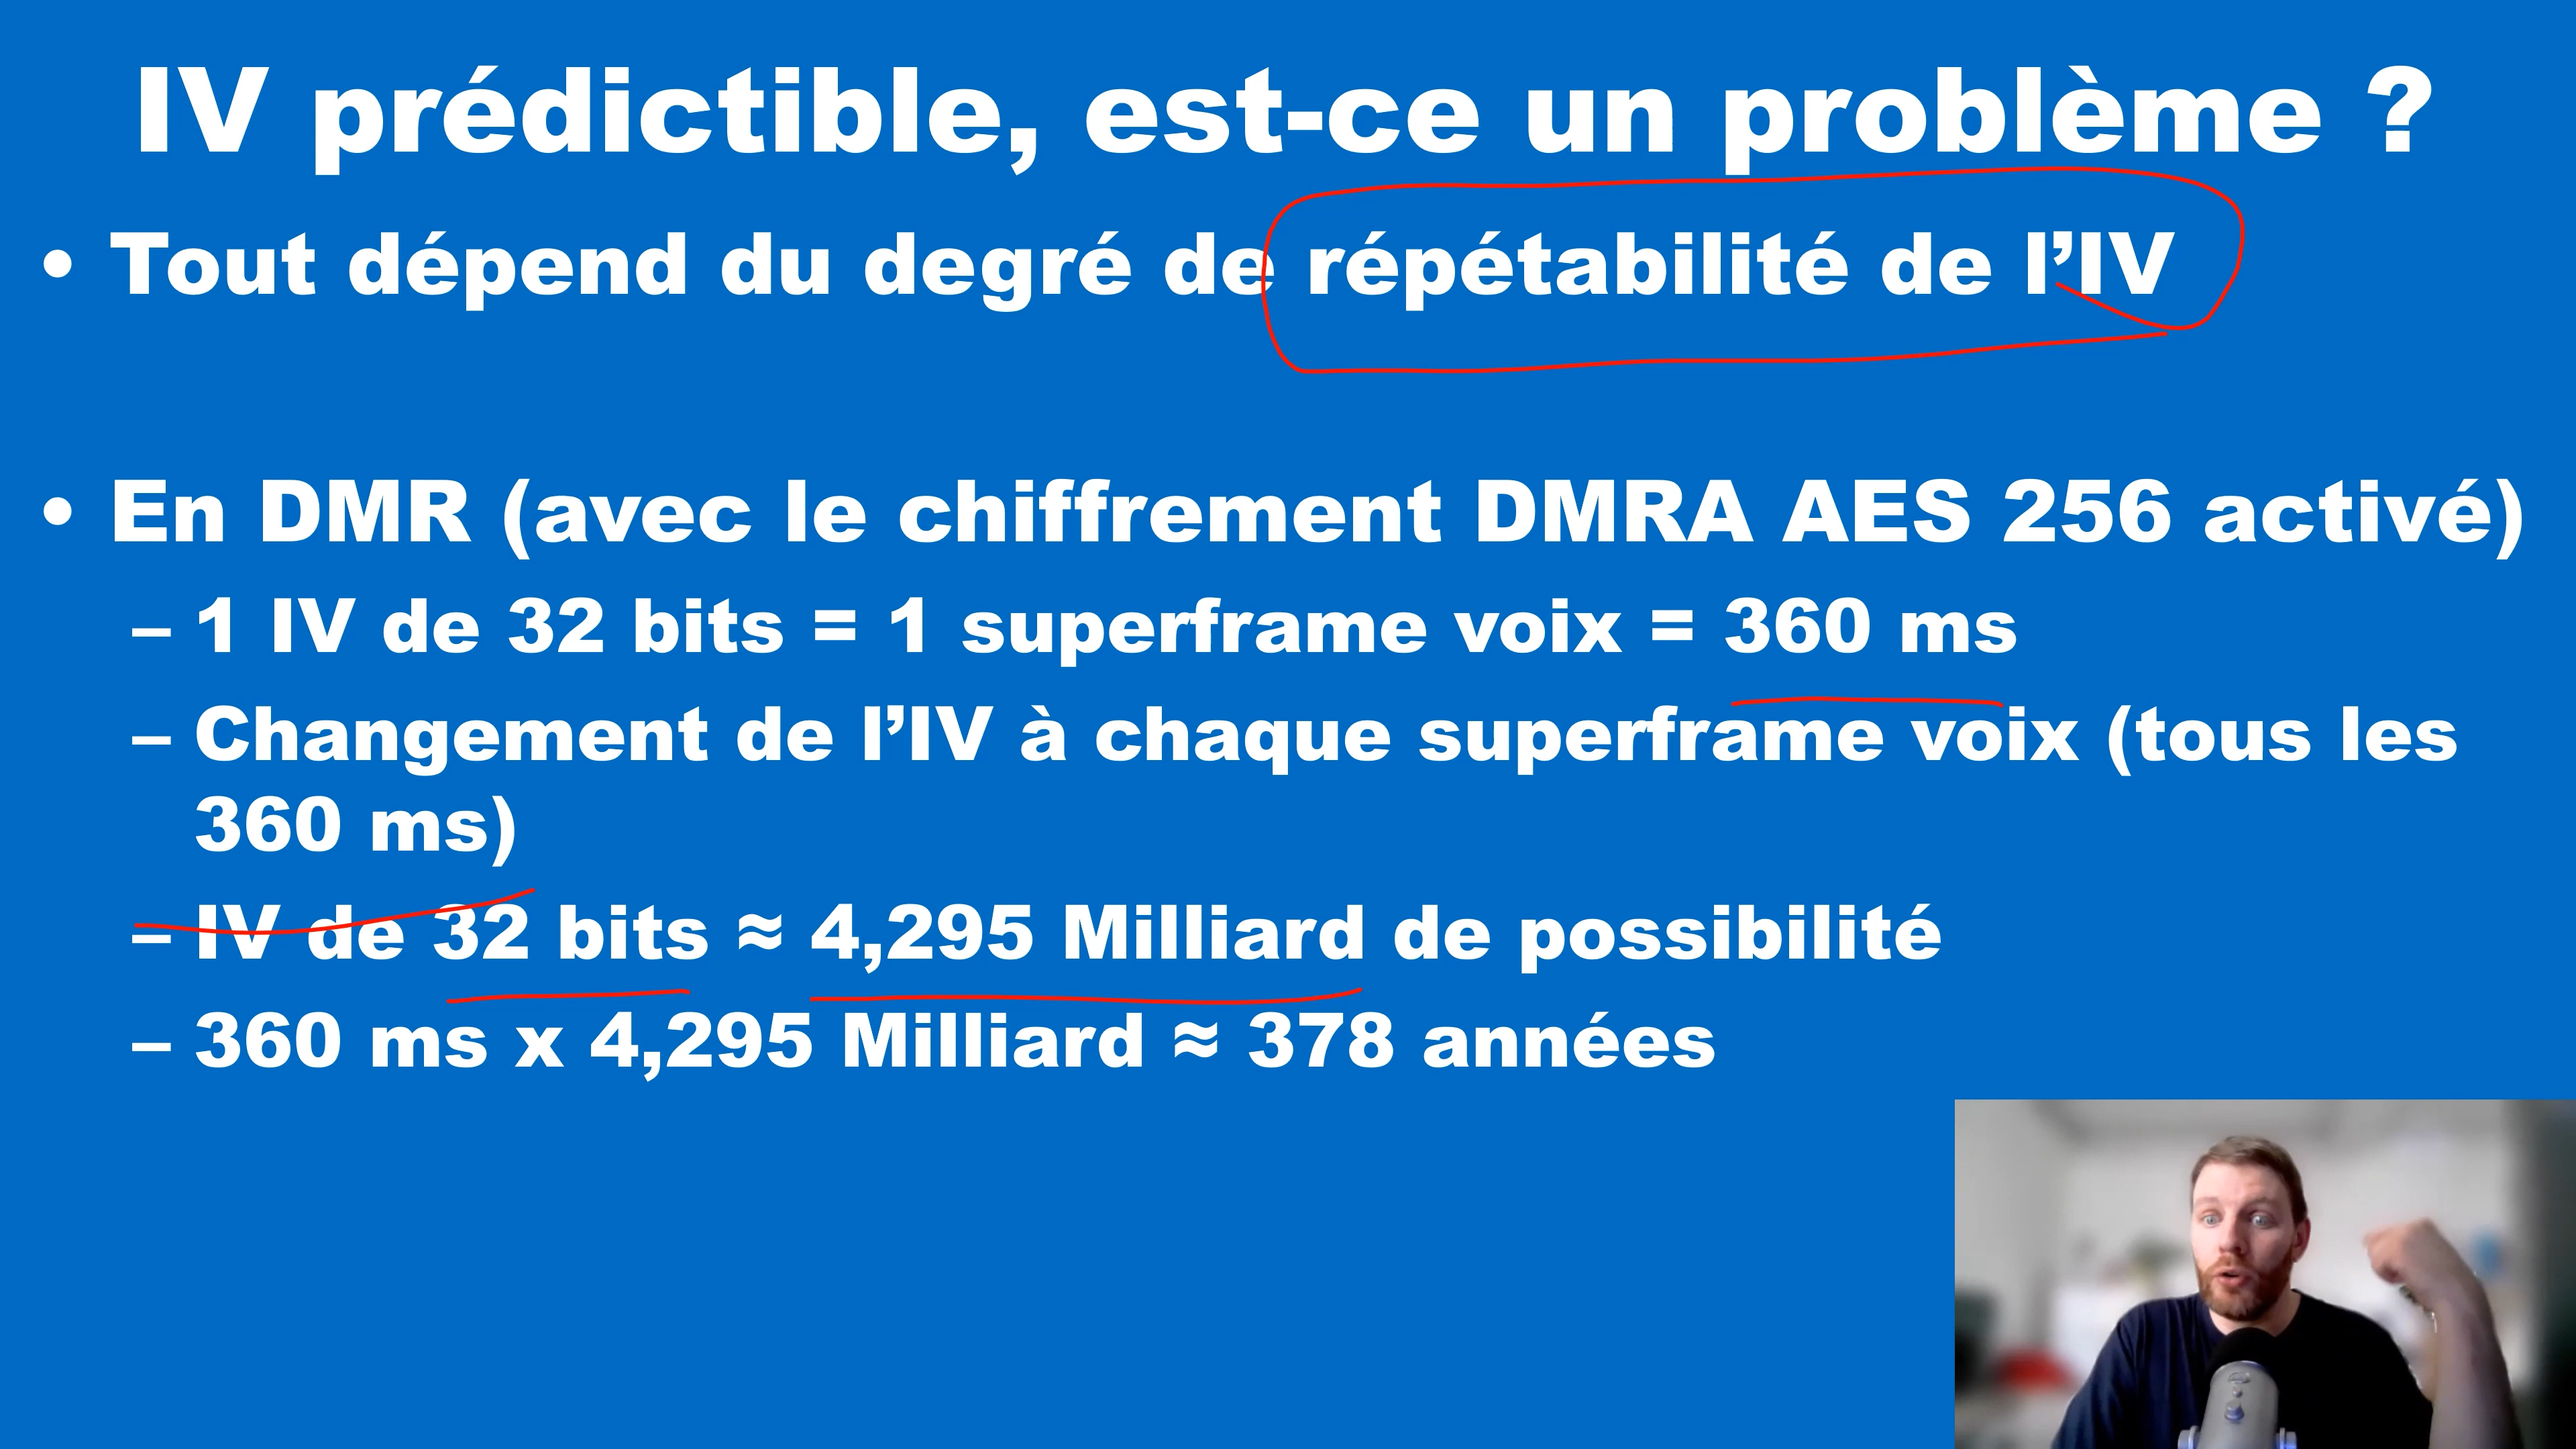 IV prédictible, est-ce un problème ?
• Tout dépend du degré de répétabilité de l’IV
• En DMR (avec le chiffrement DMRA AES 256 activé)
– 1 IV de 32 bits = 1 superframe voix = 360 ms
– Changement de l’IV à chaque superframe voix (tous les
360 ms)
– IV de 32 bits ≈ 4,295 Milliard de possibilité
– 360 ms x 4,295 Milliard ≈ 378 années